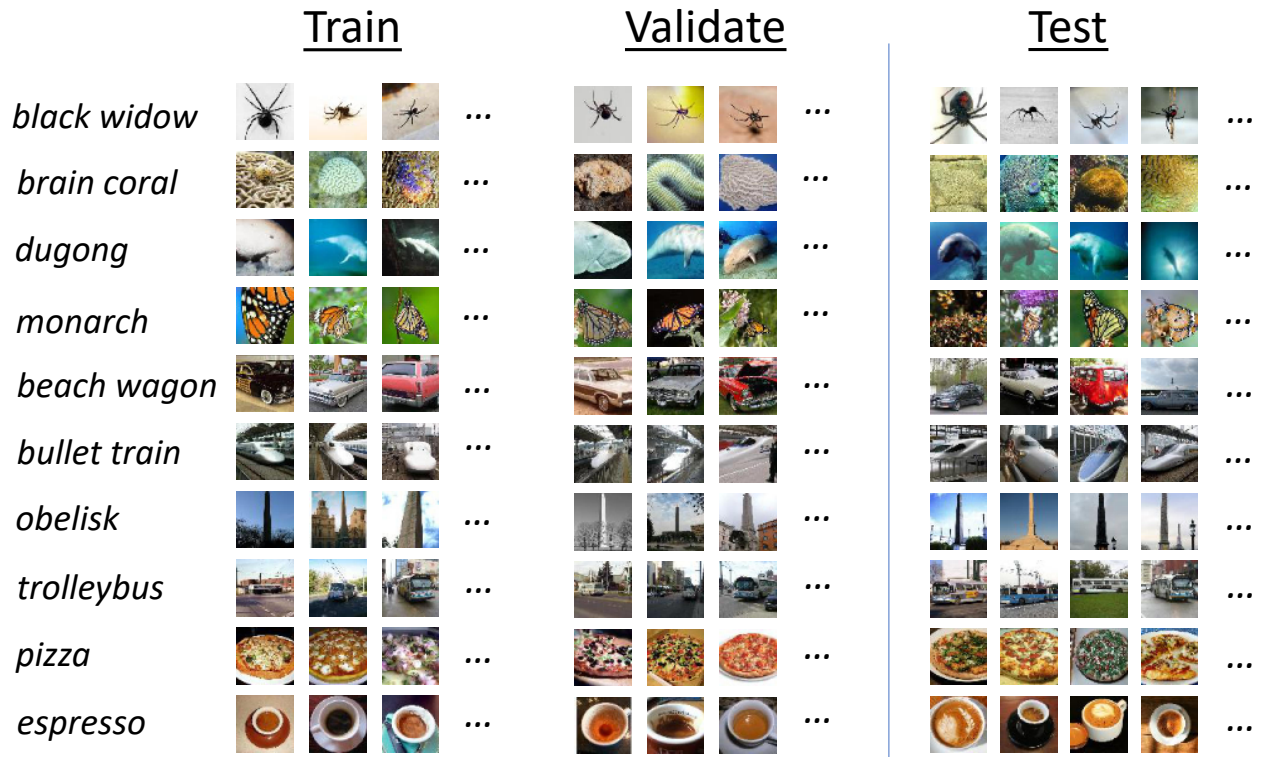 Train Validate Test
black widow ... ... ...
brain coral ... ... ...
dugong ... ... ...
monarch ... ... ...
beach wagon ... ... ...
bullet train ... ... ...
obelisk ... ... ...
trolleybus ... ... ...
pizza ... ... ...
espresso ... ... ...